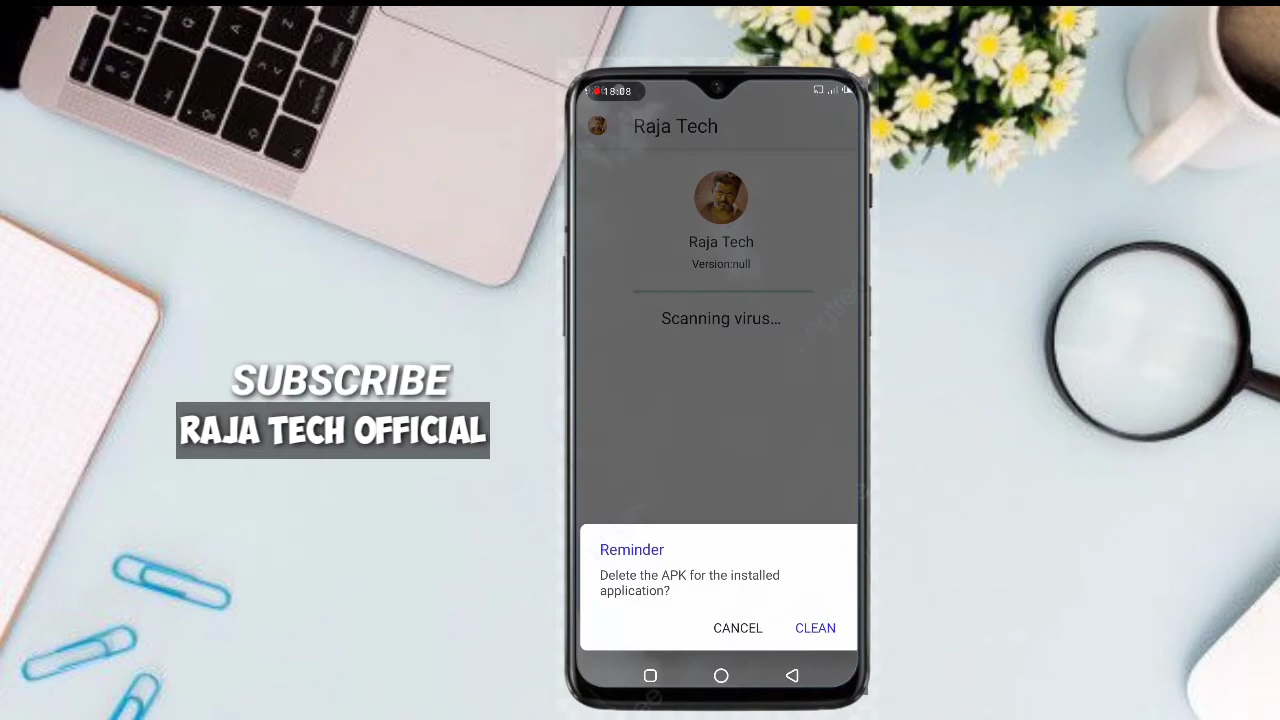 18:08
Raja Tech
Raja Tech
Version:null
Scanning virus...
SUBSCRIBE
RAJA TECH OFFICIAL
Reminder
Delete the APK for the installed
application?
CANCEL CLEAN